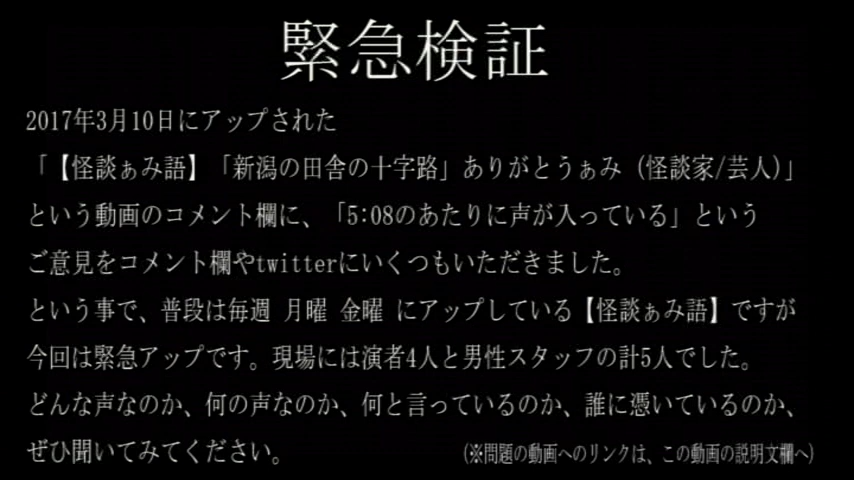 緊急検証
2017年3月10日にアップされた
「【怪談ぁみ語】「新潟の田舎の十字路」ありがとうぁみ（怪談家/芸人）」
という動画のコメント欄に、「5:08のあたりに声が入っている」という
ご意見をコメント欄やtwitterにいくつもいただきました。
という事で、普段は毎週 月曜 金曜 にアップしている【怪談ぁみ語】ですが
今回は緊急アップです。現場には演者4人と男性スタッフの計5人でした。
どんな声なのか、何の声なのか、何と言っているのか、誰に憑いているのか、
ぜひ聞いてみてください。 (※問題の動画へのリンクは、この動画の説明文欄へ)